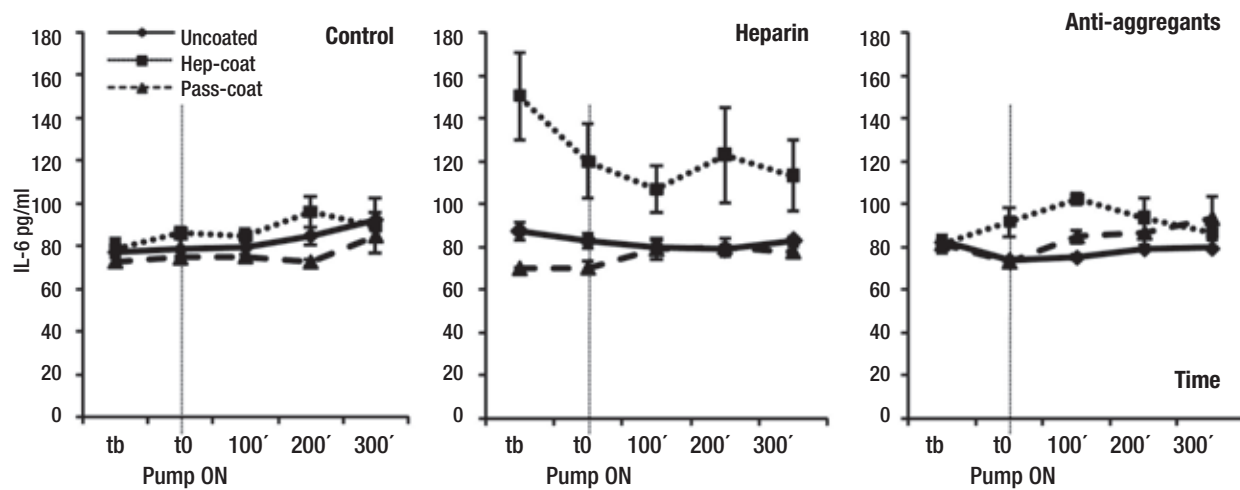 Control
Uncoated
Hep-coat
Pass-coat
IL-6 pg/ml
180
160
140
120
100
80
60
40
20
0
tb t0 100´ 200´ 300´
Pump ON
Heparin
180
160
140
120
100
80
60
40
20
0
tb t0 100´ 200´ 300´
Pump ON
Anti-aggregants
180
160
140
120
100
80
60
40
20
0
Time
tb t0 100´ 200´ 300´
Pump ON